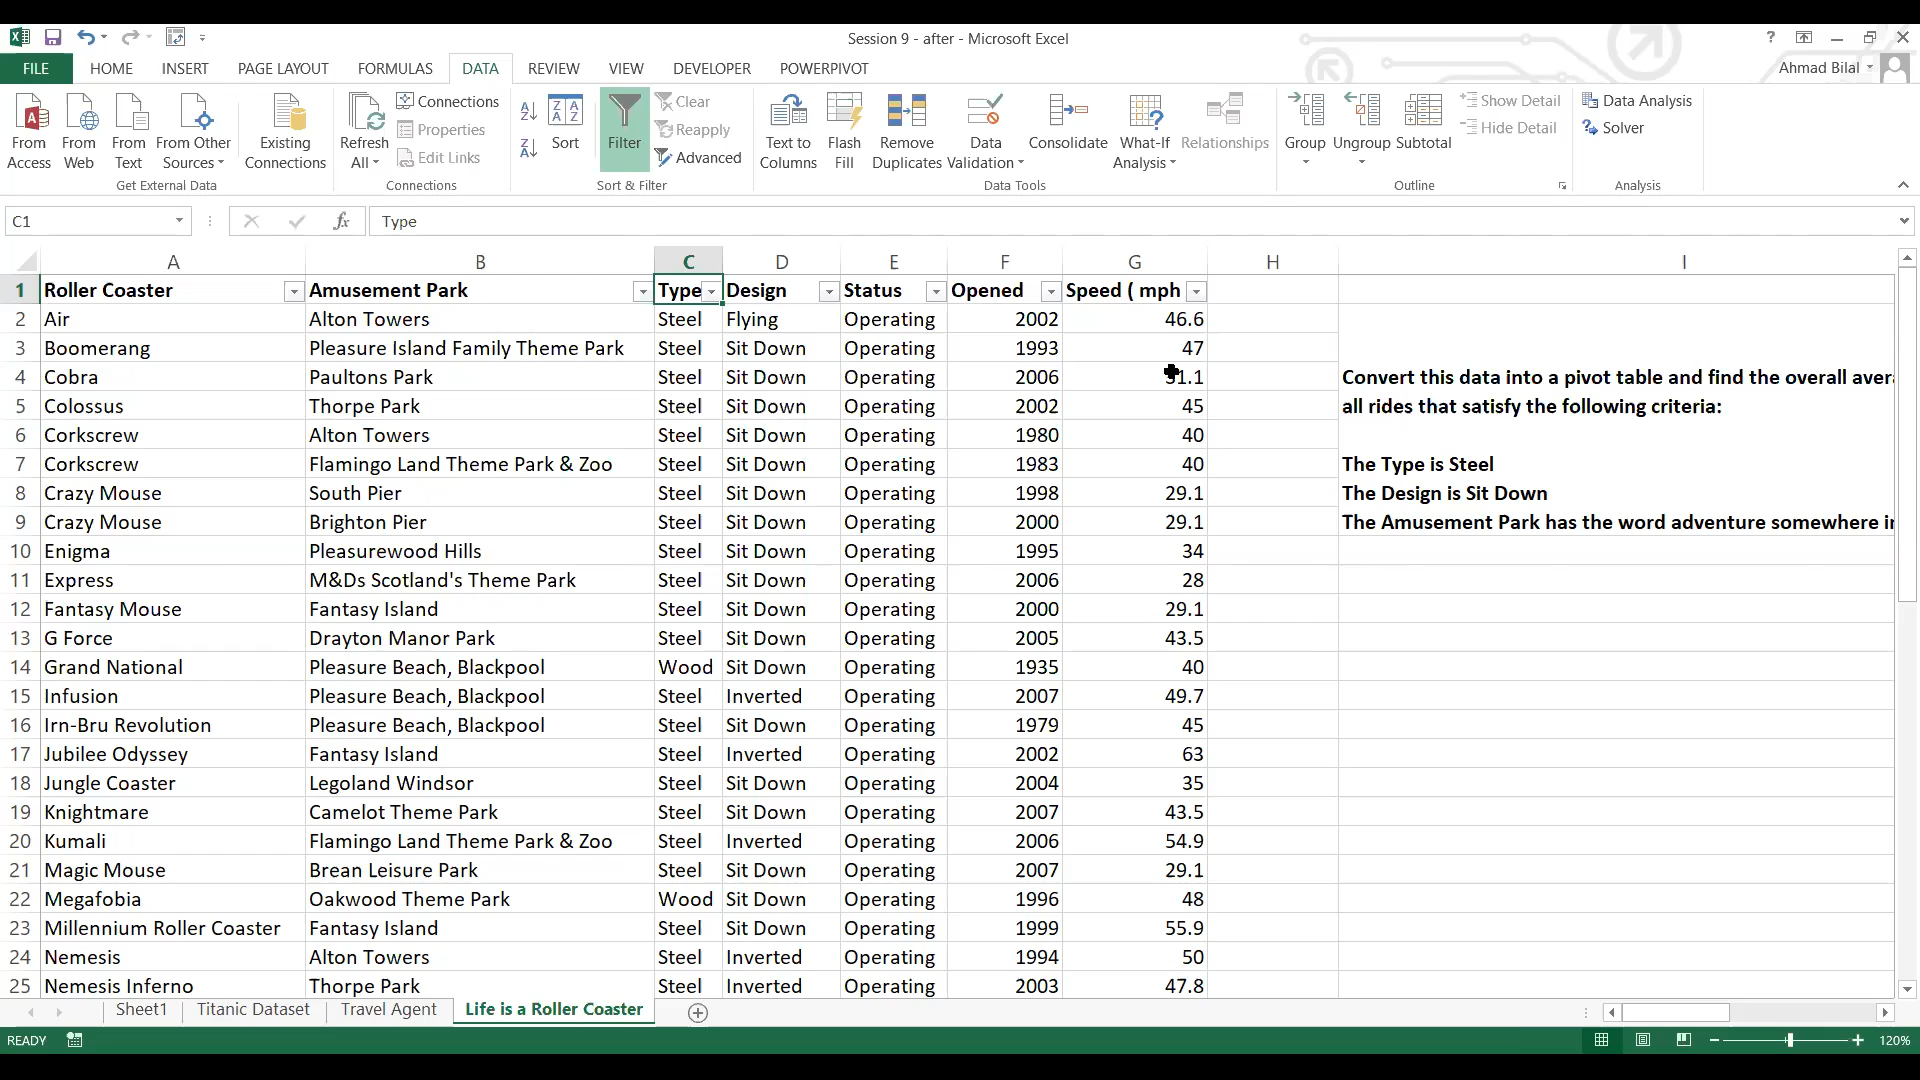 Session 9 - after - Microsoft Excel
?
FILE HOME INSERT PAGE LAYOUT FORMULAS DATA REVIEW VIEW DEVELOPER POWERPIVOT
Ahmad Bilal
From Access
From Web
From Text
From Other Sources
Existing Connections
Get External Data
Refresh All
Connections
Properties
Edit Links
Connections
Sort
Filter
Clear
Reapply
Advanced
Sort & Filter
Text to Columns
Flash Fill
Remove Duplicates
Data Validation
Consolidate
What-If Analysis
Relationships
Data Tools
Group
Ungroup
Subtotal
Show Detail
Hide Detail
Outline
Data Analysis
Solver
Analysis
C1 fx Type
A B C D E F G H I
1 Roller Coaster Amusement Park Type Design Status Opened Speed ( mph
2 Air Alton Towers Steel Flying Operating 2002 46.6
3 Boomerang Pleasure Island Family Theme Park Steel Sit Down Operating 1993 47
4 Cobra Paultons Park Steel Sit Down Operating 2006 31.1 Convert this data into a pivot table and find the overall avera
5 Colossus Thorpe Park Steel Sit Down Operating 2002 45 all rides that satisfy the following criteria:
6 Corkscrew Alton Towers Steel Sit Down Operating 1980 40
7 Corkscrew Flamingo Land Theme Park & Zoo Steel Sit Down Operating 1983 40 The Type is Steel
8 Crazy Mouse South Pier Steel Sit Down Operating 1998 29.1 The Design is Sit Down
9 Crazy Mouse Brighton Pier Steel Sit Down Operating 2000 29.1 The Amusement Park has the word adventure somewhere in
10 Enigma Pleasurewood Hills Steel Sit Down Operating 1995 34
11 Express M&Ds Scotland's Theme Park Steel Sit Down Operating 2006 28
12 Fantasy Mouse Fantasy Island Steel Sit Down Operating 2000 29.1
13 G Force Drayton Manor Park Steel Sit Down Operating 2005 43.5
14 Grand National Pleasure Beach, Blackpool Wood Sit Down Operating 1935 40
15 Infusion Pleasure Beach, Blackpool Steel Inverted Operating 2007 49.7
16 Irn-Bru Revolution Pleasure Beach, Blackpool Steel Sit Down Operating 1979 45
17 Jubilee Odyssey Fantasy Island Steel Inverted Operating 2002 63
18 Jungle Coaster Legoland Windsor Steel Sit Down Operating 2004 35
19 Knightmare Camelot Theme Park Steel Sit Down Operating 2007 43.5
20 Kumali Flamingo Land Theme Park & Zoo Steel Inverted Operating 2006 54.9
21 Magic Mouse Brean Leisure Park Steel Sit Down Operating 2007 29.1
22 Megafobia Oakwood Theme Park Wood Sit Down Operating 1996 48
23 Millennium Roller Coaster Fantasy Island Steel Sit Down Operating 1999 55.9
24 Nemesis Alton Towers Steel Inverted Operating 1994 50
25 Nemesis Inferno Thorpe Park Steel Inverted Operating 2003 47.8
Sheet1 Titanic Dataset Travel Agent Life is a Roller Coaster
READY 120%